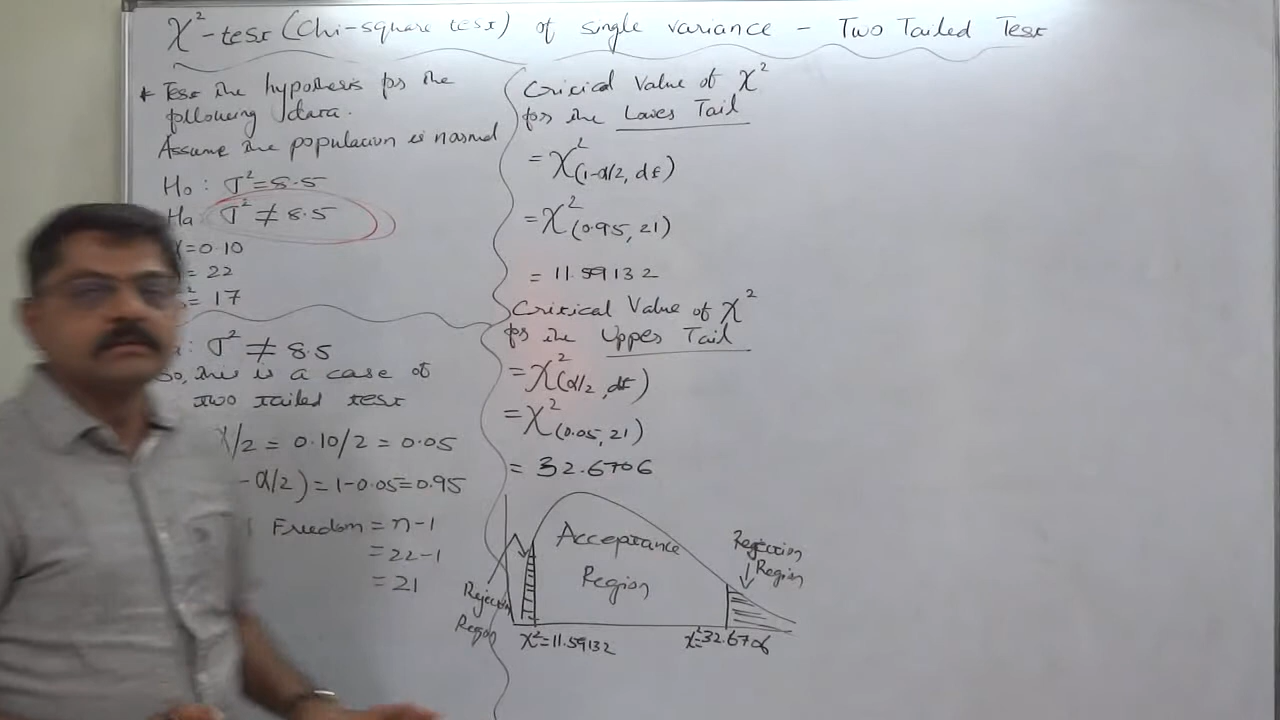 χ²-test (Chi-square test) of single variance - Two Tailed Test
* Test the hypothesis for the
following data.
Assume the population is normal
H₀ : σ² = 8.5
Ha σ² ≠ 8.5
α = 0.10
= 22
² = 17
: σ² ≠ 8.5
So, this is a case of
two tailed test
α/2 = 0.10/2 = 0.05
- α/2) = 1-0.05 = 0.95
Freedom = n-1
= 22-1
= 21
Critical Value of χ²
for the Lower Tail
= χ²(1-α/2, df)
= χ²(0.95, 21)
= 11.59132
Critical Value of χ²
for the Upper Tail
= χ²(α/2, df)
= χ²(0.05, 21)
= 32.6706
Acceptance
Region
Rejection
Region
Rejection
Region
χ²=11.59132
χ²=32.6706